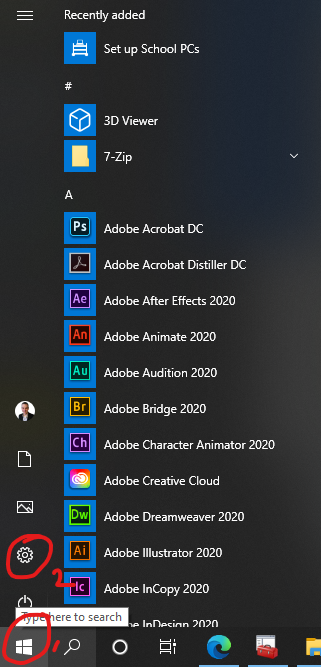 Recently added
Set up School PCs
#
3D Viewer
7-Zip
A
Ps Adobe Acrobat DC
Adobe Acrobat Distiller DC
Ae Adobe After Effects 2020
An Adobe Animate 2020
Au Adobe Audition 2020
Br Adobe Bridge 2020
Ch Adobe Character Animator 2020
Adobe Creative Cloud
Dw Adobe Dreamweaver 2020
Ai Adobe Illustrator 2020
2 Ic Adobe InCopy 2020
Type here to search
Adobe InDesign 2020
1